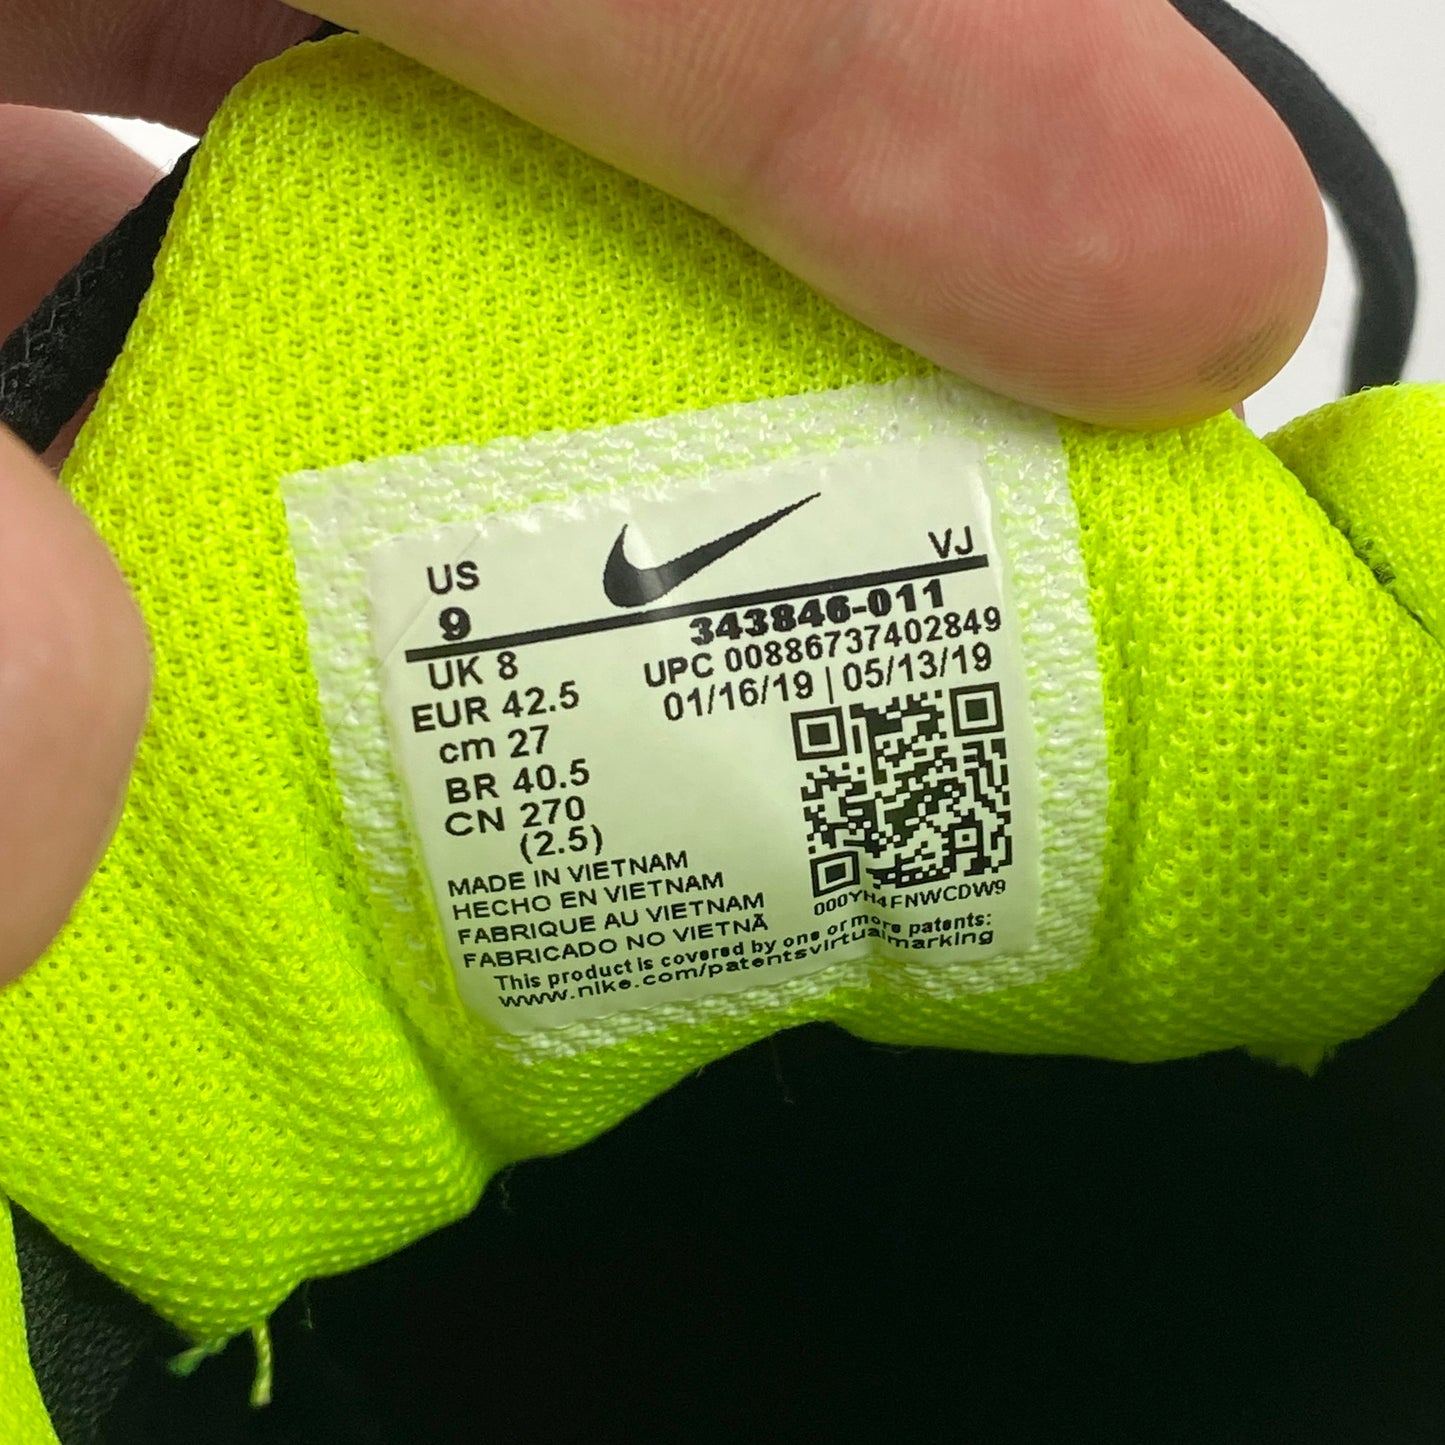 US
9
VJ
343846-011
UPC 00886737402849
01/16/19 | 05/13/19
UK 8
EUR 42.5
cm 27
BR 40.5
CN 270
(2.5)
000YH4FNWCDW9
MADE IN VIETNAM
HECHO EN VIETNAM
FABRIQUE AU VIETNAM
FABRICADO NO VIETNÃ
This product is covered by one or more patents:
www.nike.com/patentsvirtualmarking